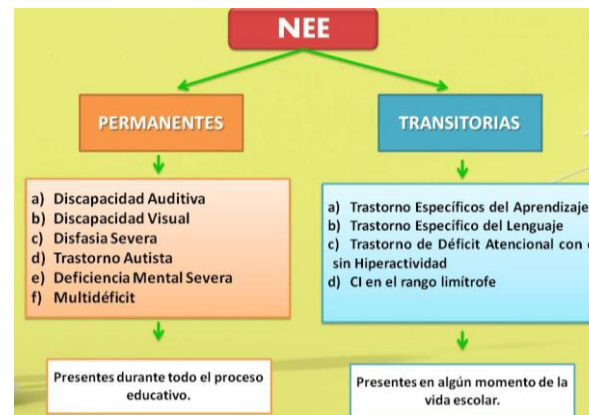 NEE
PERMANENTES
a) Discapacidad Auditiva
b) Discapacidad Visual
c) Disfasia Severa
d) Trastorno Autista
e) Deficiencia Mental Severa
f) Multidéficit
Presentes durante todo el proceso
educativo.
TRANSITORIAS
a) Trastorno Específicos del Aprendizaje
b) Trastorno Específico del Lenguaje
c) Trastorno de Déficit Atencional con
sin Hiperactividad
d) CI en el rango limítrofe
Presentes en algún momento de la
vida escolar.